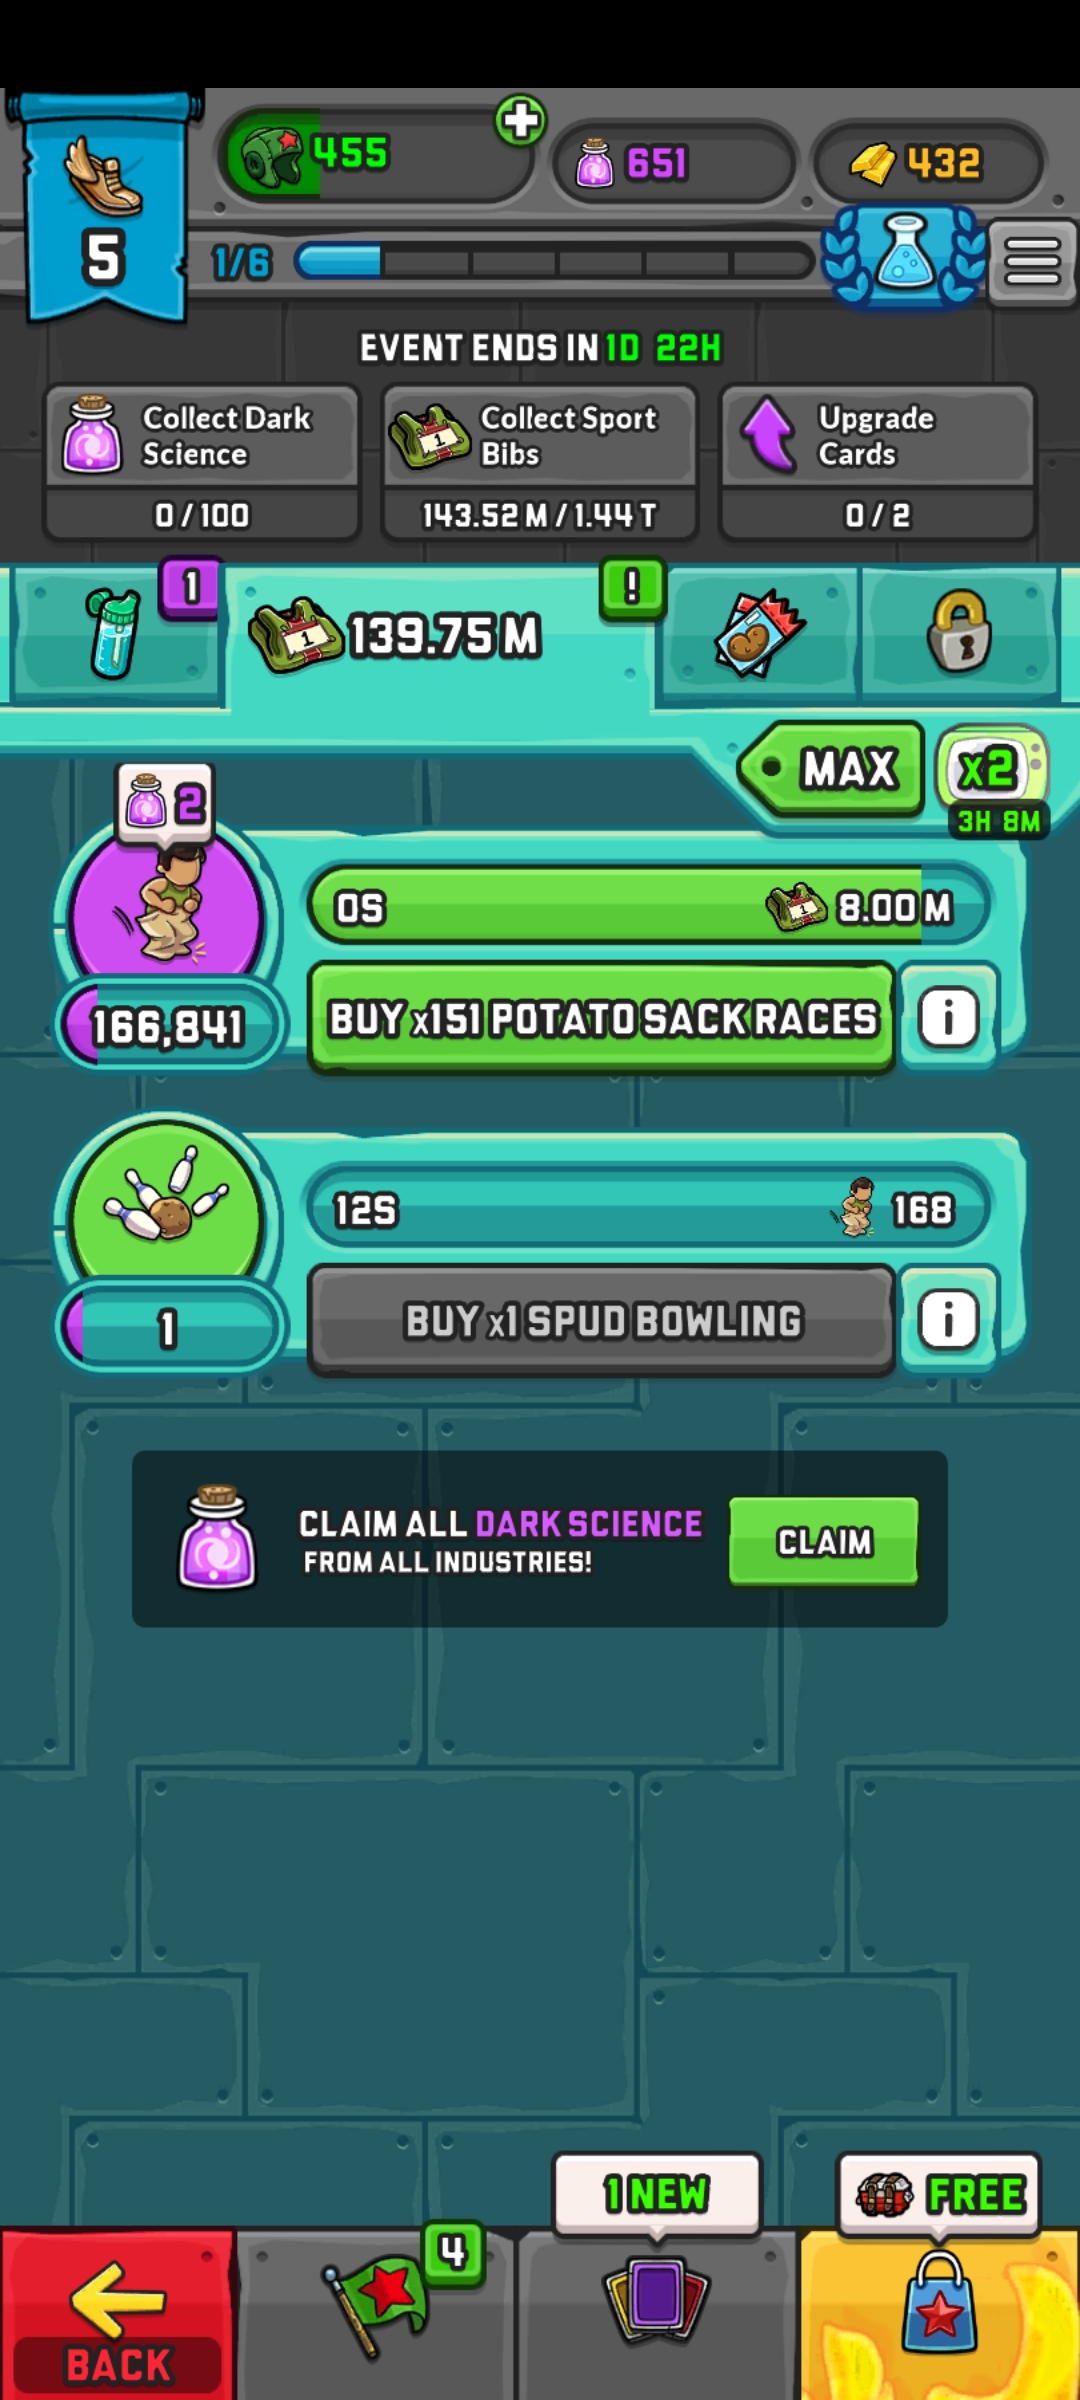 455
651
432
5
1/6
EVENT ENDS IN 1D 22H
Collect Dark
Science
0 / 100
Collect Sport
Bibs
143.52 M / 1.44 T
Upgrade
Cards
0 / 2
1
1
139.75 M
!
MAX
x2
3H 8M
2
0S
1
8.00 M
166,841
BUY x151 POTATO SACK RACES
i
12S
168
1
BUY x1 SPUD BOWLING
i
CLAIM ALL DARK SCIENCE
FROM ALL INDUSTRIES!
CLAIM
1 NEW
FREE
4
BACK